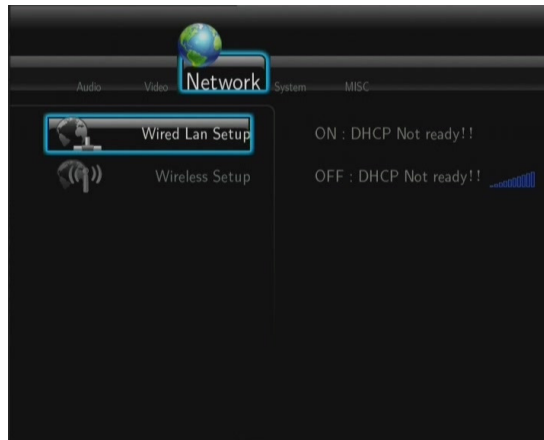 Audio Video Network System MISC
Wired Lan Setup ON : DHCP Not ready!!
Wireless Setup OFF : DHCP Not ready!!